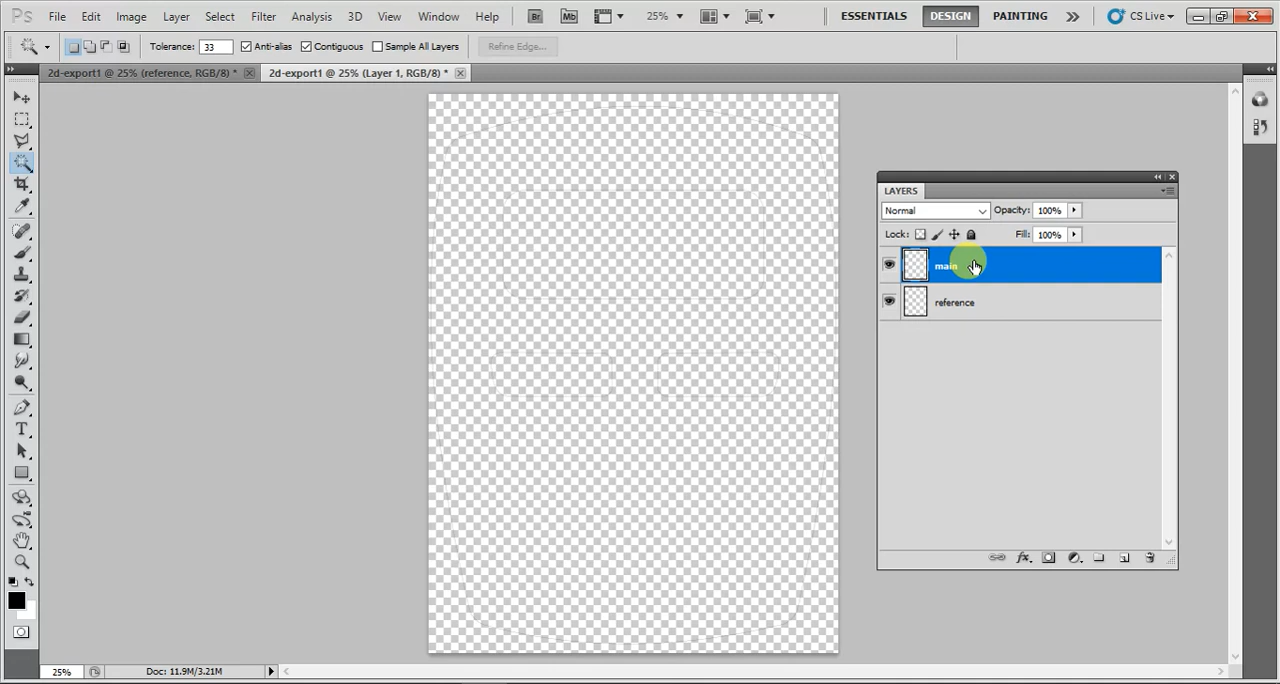 Ps File Edit Image Layer Select Filter Analysis 3D View Window Help Br Mb 25% ESSENTIALS DESIGN PAINTING CS Live
Tolerance: 33 Anti-alias Contiguous Sample All Layers Refine Edge...
2d-export1 @ 25% (reference, RGB/8) * 2d-export1 @ 25% (Layer 1, RGB/8) *
LAYERS
Normal Opacity: 100%
Lock: Fill: 100%
main
reference
25% Doc: 11.9M/3.21M